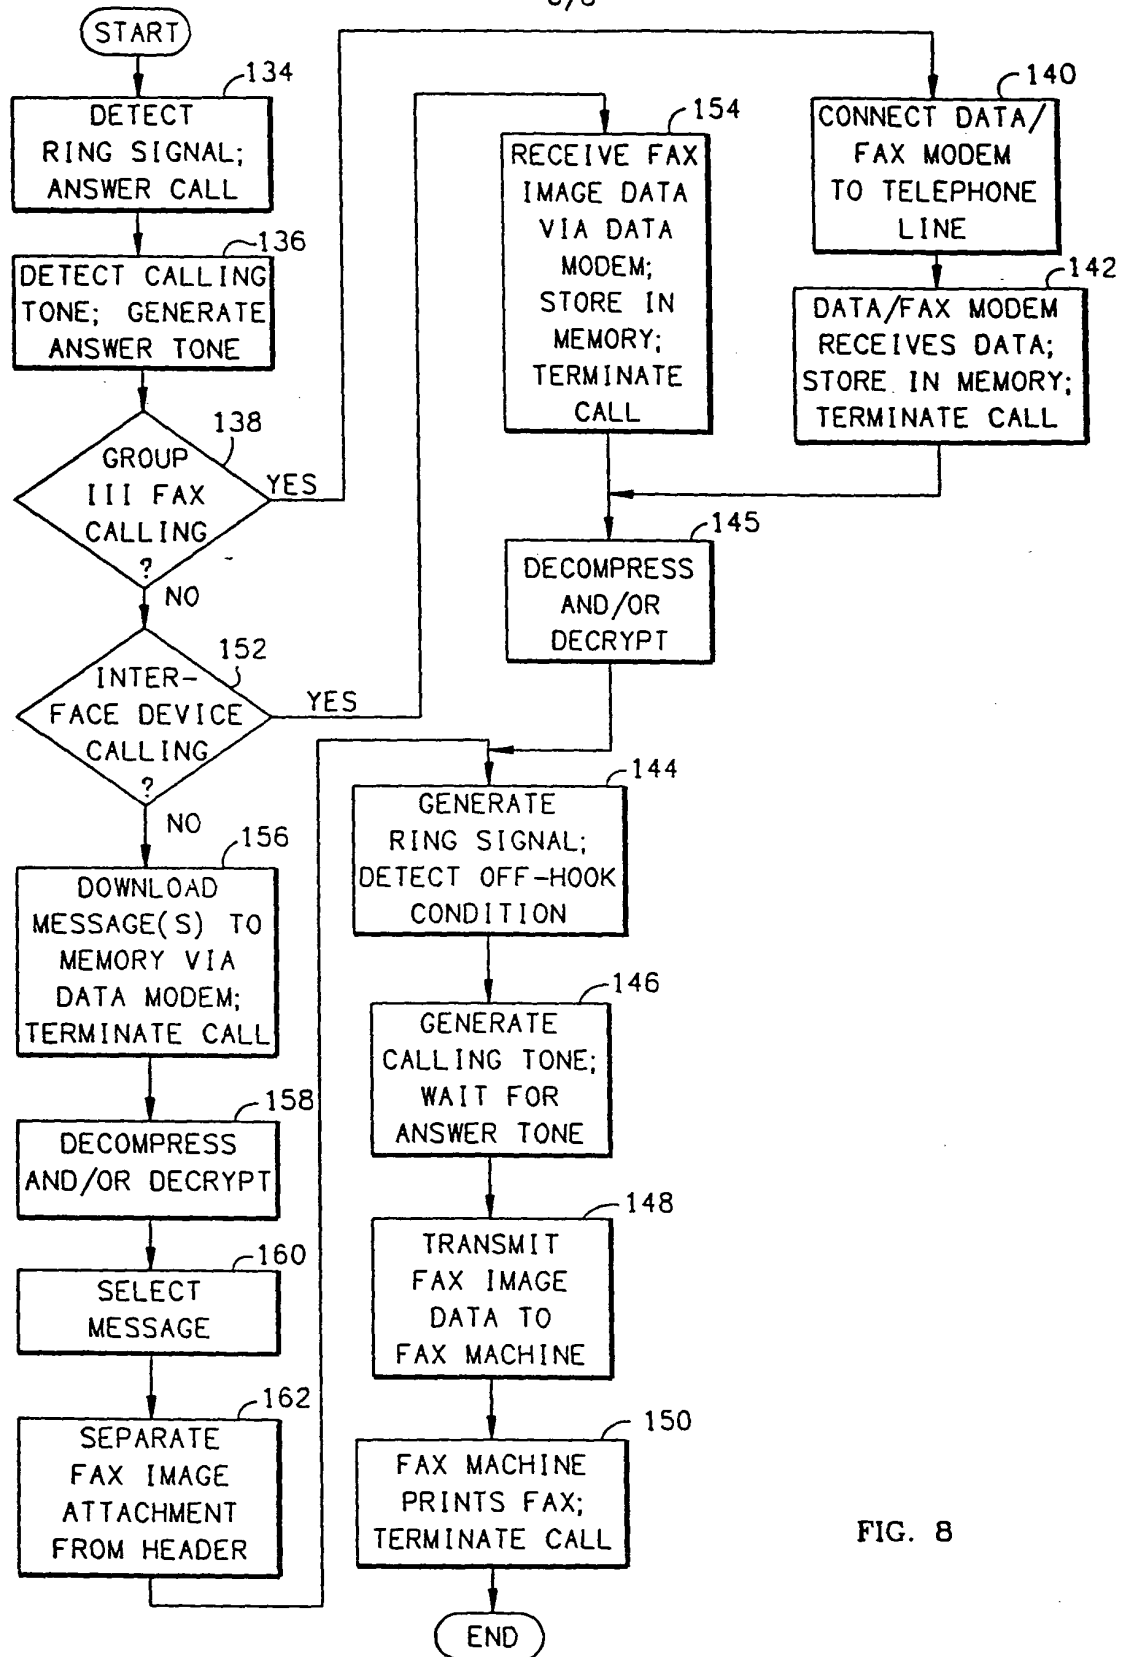 START
134
DETECT
RING SIGNAL;
ANSWER CALL
136
DETECT CALLING
TONE; GENERATE
ANSWER TONE
138
GROUP
III FAX
CALLING
?
YES
NO
152
INTER-
FACE DEVICE
CALLING
?
YES
NO
156
DOWNLOAD
MESSAGE(S) TO
MEMORY VIA
DATA MODEM;
TERMINATE CALL
158
DECOMPRESS
AND/OR DECRYPT
160
SELECT
MESSAGE
162
SEPARATE
FAX IMAGE
ATTACHMENT
FROM HEADER
154
RECEIVE FAX
IMAGE DATA
VIA DATA
MODEM;
STORE IN
MEMORY;
TERMINATE
CALL
140
CONNECT DATA/
FAX MODEM
TO TELEPHONE
LINE
142
DATA/FAX MODEM
RECEIVES DATA;
STORE IN MEMORY;
TERMINATE CALL
145
DECOMPRESS
AND/OR
DECRYPT
144
GENERATE
RING SIGNAL;
DETECT OFF-HOOK
CONDITION
146
GENERATE
CALLING TONE;
WAIT FOR
ANSWER TONE
148
TRANSMIT
FAX IMAGE
DATA TO
FAX MACHINE
150
FAX MACHINE
PRINTS FAX;
TERMINATE CALL
END
FIG. 8